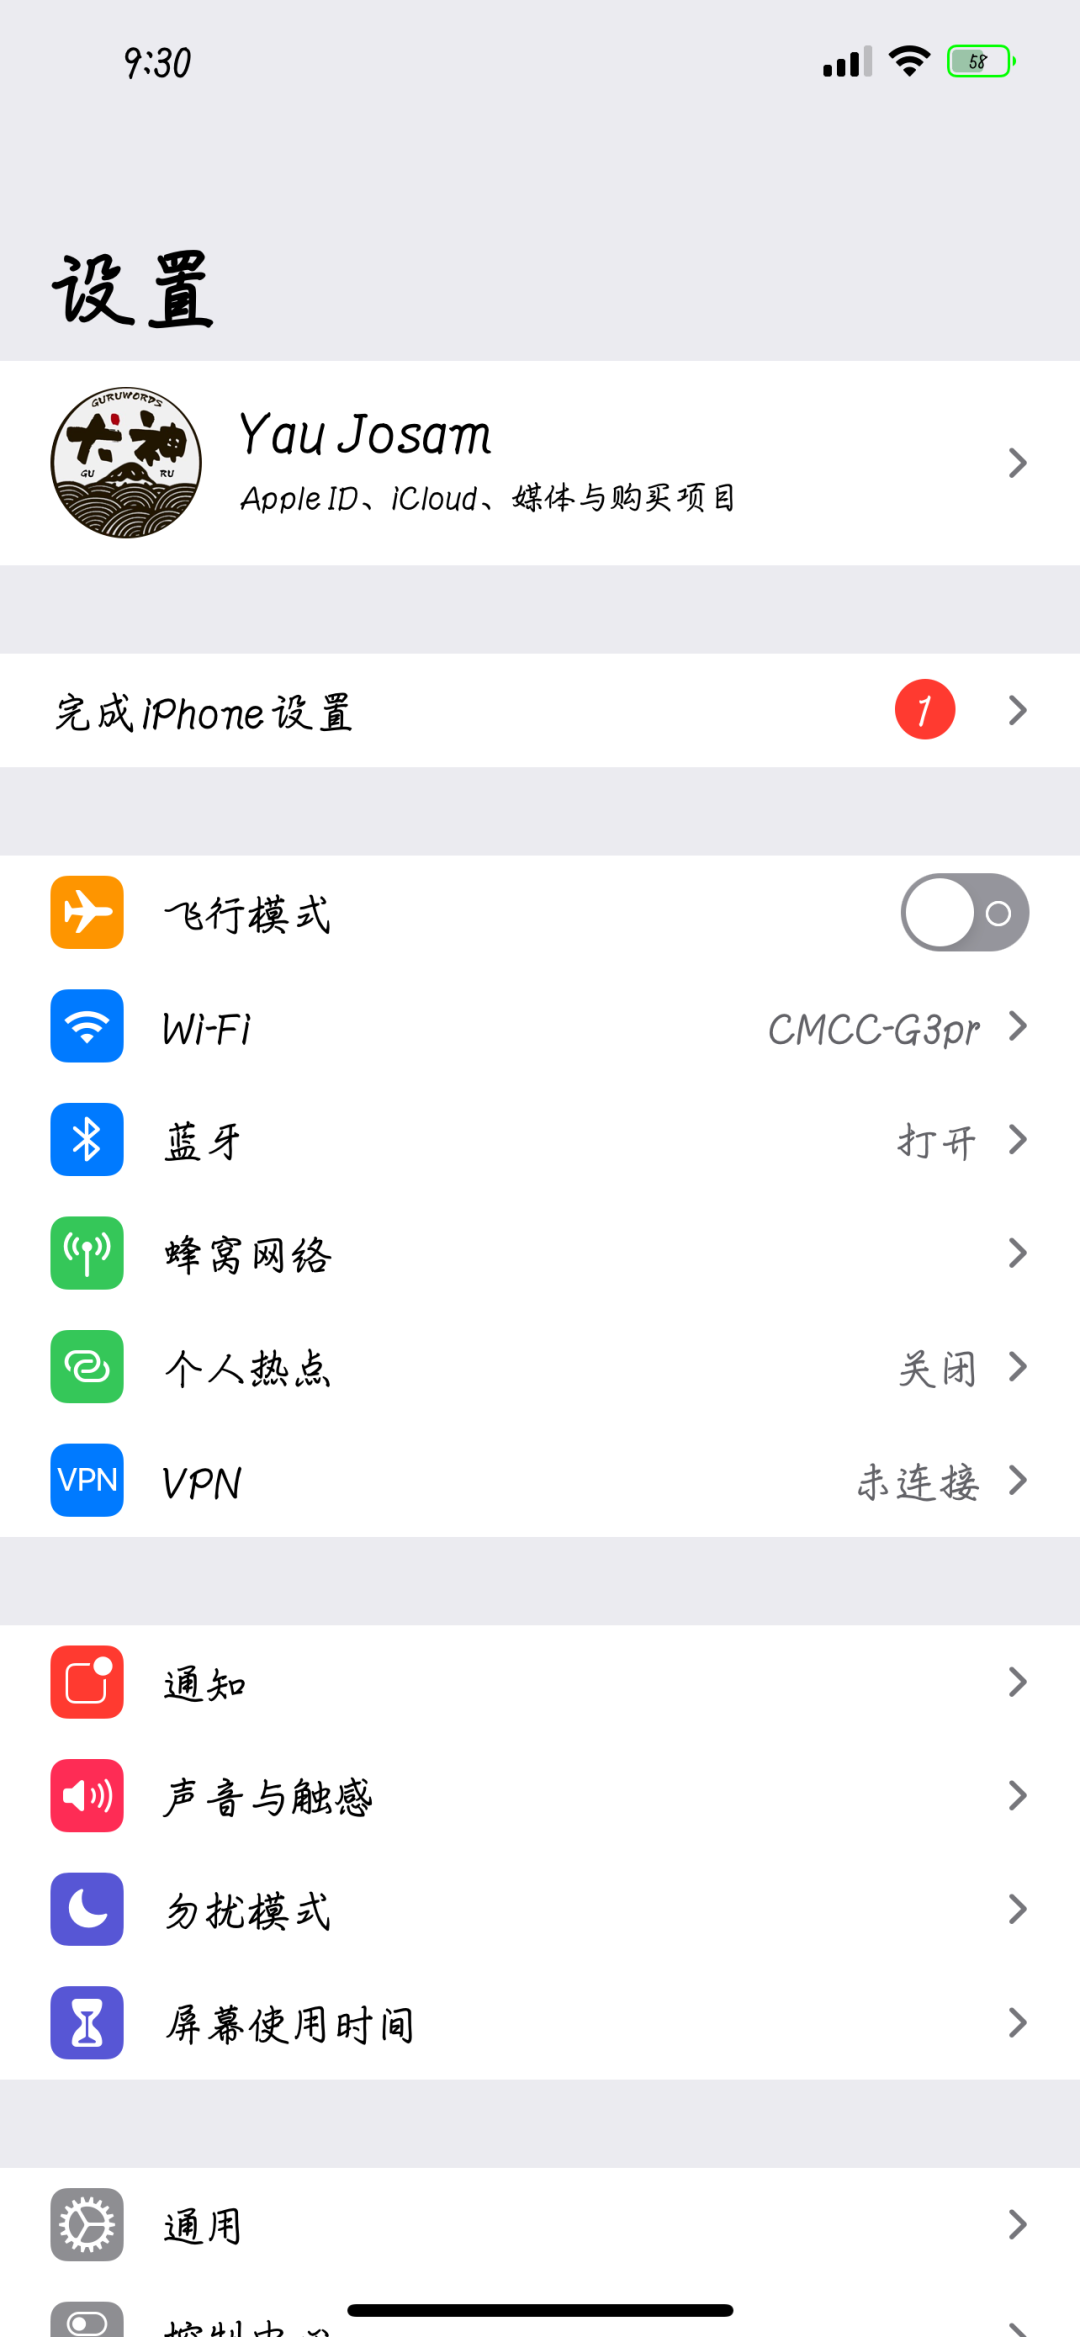 9:30
58
设置
GURUWORDS
犬神
GU RU
Yau Josam
Apple ID、iCloud、媒体与购买项目
完成iPhone设置
1
飞行模式
Wi-Fi
CMCC-G3pr
蓝牙
打开
蜂窝网络
个人热点
关闭
VPN
VPN
未连接
通知
声音与触感
勿扰模式
屏幕使用时间
通用
控制中心